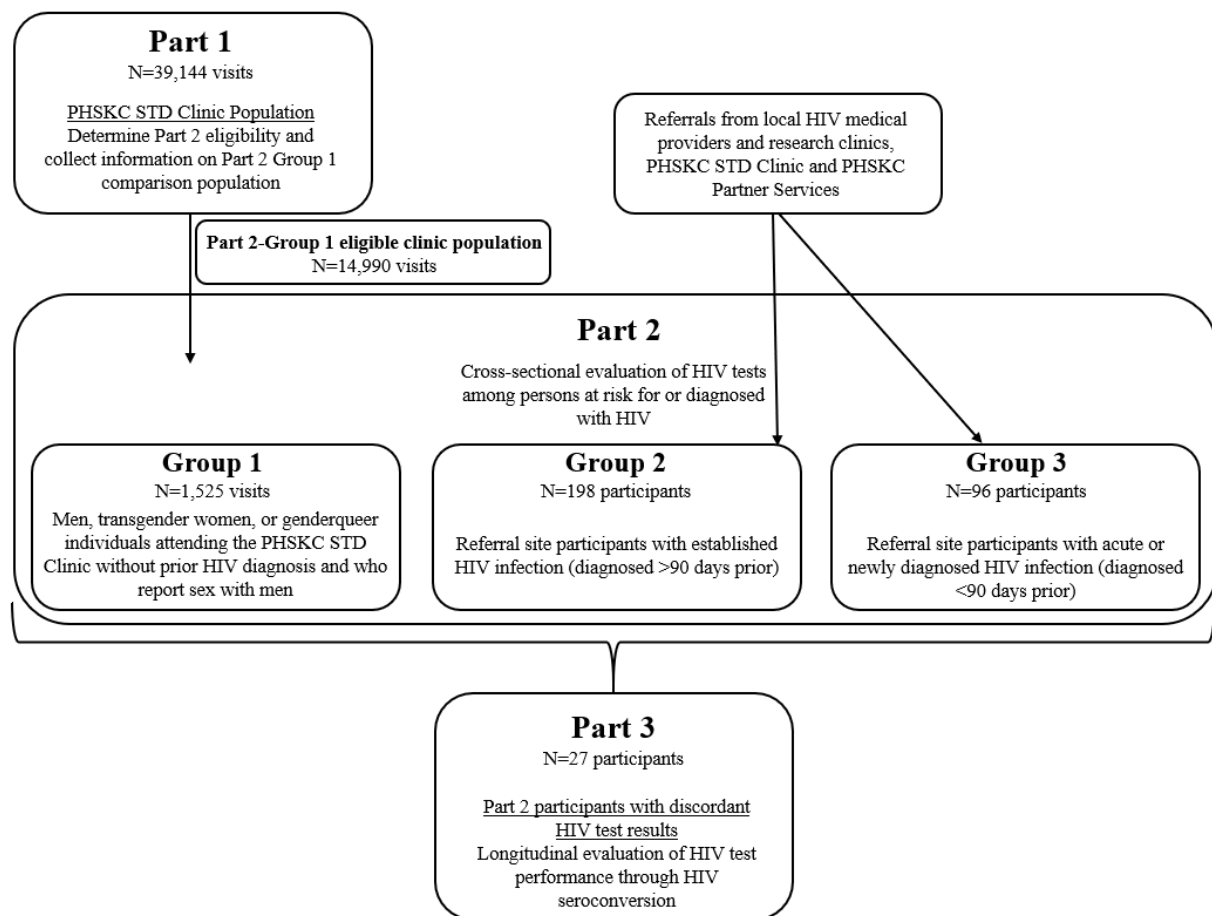 Part 1
N=39,144 visits
PHSKC STD Clinic Population
Determine Part 2 eligibility and
collect information on Part 2 Group 1
comparison population
Referrals from local HIV medical
providers and research clinics,
PHSKC STD Clinic and PHSKC
Partner Services
Part 2-Group 1 eligible clinic population
N=14,990 visits
Part 2
Cross-sectional evaluation of HIV tests
among persons at risk for or diagnosed
with HIV
Group 1
N=1,525 visits
Men, transgender women, or genderqueer
individuals attending the PHSKC STD
Clinic without prior HIV diagnosis and who
report sex with men
Group 2
N=198 participants
Referral site participants with established
HIV infection (diagnosed >90 days prior)
Group 3
N=96 participants
Referral site participants with acute or
newly diagnosed HIV infection (diagnosed
<90 days prior)
Part 3
N=27 participants
Part 2 participants with discordant
HIV test results
Longitudinal evaluation of HIV test
performance through HIV
seroconversion